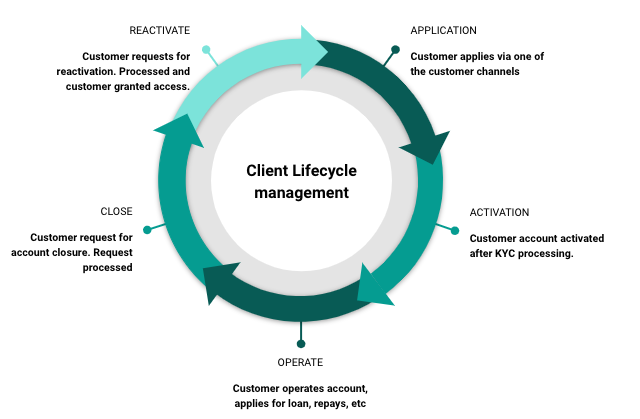 REACTIVATE
Customer requests for
reactivation. Processed and
customer granted access.
APPLICATION
Customer applies via one of
the customer channels
Client Lifecycle
management
CLOSE
Customer request for
account closure. Request
processed
ACTIVATION
Customer account activated
after KYC processing.
OPERATE
Customer operates account,
applies for loan, repays, etc